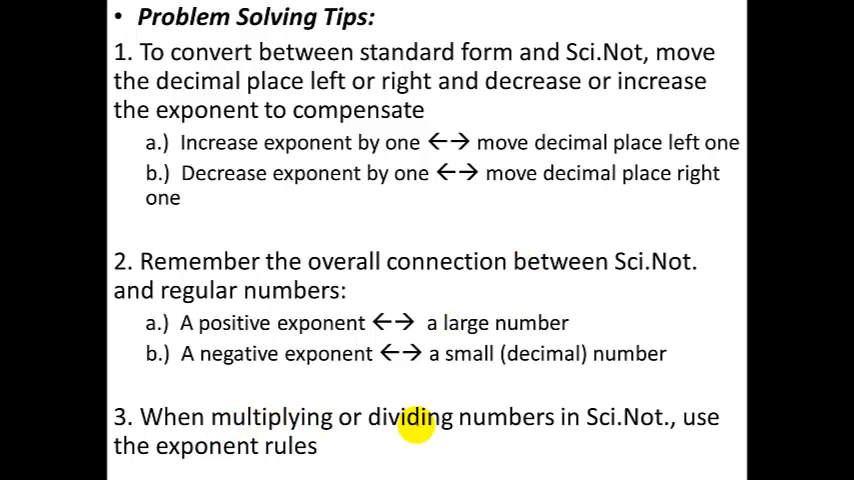 • Problem Solving Tips:
1. To convert between standard form and Sci.Not, move
the decimal place left or right and decrease or increase
the exponent to compensate
a.) Increase exponent by one ←→ move decimal place left one
b.) Decrease exponent by one ←→ move decimal place right
one
2. Remember the overall connection between Sci.Not.
and regular numbers:
a.) A positive exponent ←→ a large number
b.) A negative exponent ←→ a small (decimal) number
3. When multiplying or dividing numbers in Sci.Not., use
the exponent rules